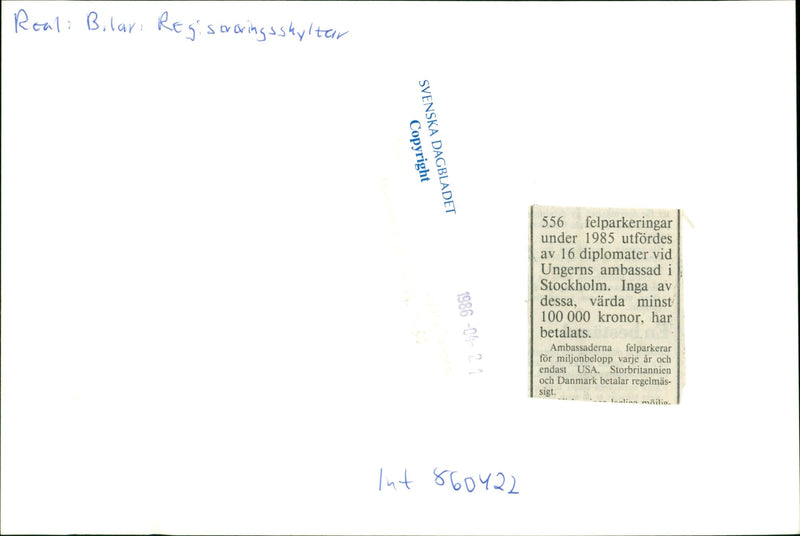 Real: Bilar: Registreringsskyltar
SVENSKA DAGBLADET
Copyright
1986-04-21
556 felparkeringar
under 1985 utfördes
av 16 diplomater vid
Ungerns ambassad i
Stockholm. Inga av
dessa, värda minst
100 000 kronor, har
betalats.
Ambassaderna felparkerar
för miljonbelopp varje år och
endast USA, Storbritannien
och Danmark betalar regelmäs-
sigt.
Int 860422